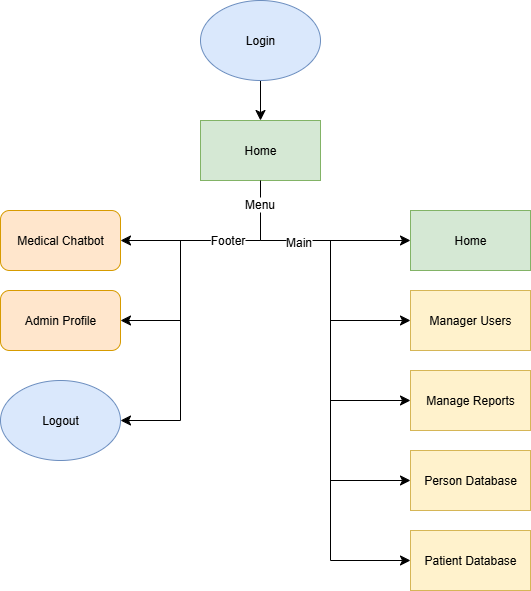 Login
Home
Menu
Footer
Main
Medical Chatbot
Home
Admin Profile
Manager Users
Logout
Manage Reports
Person Database
Patient Database